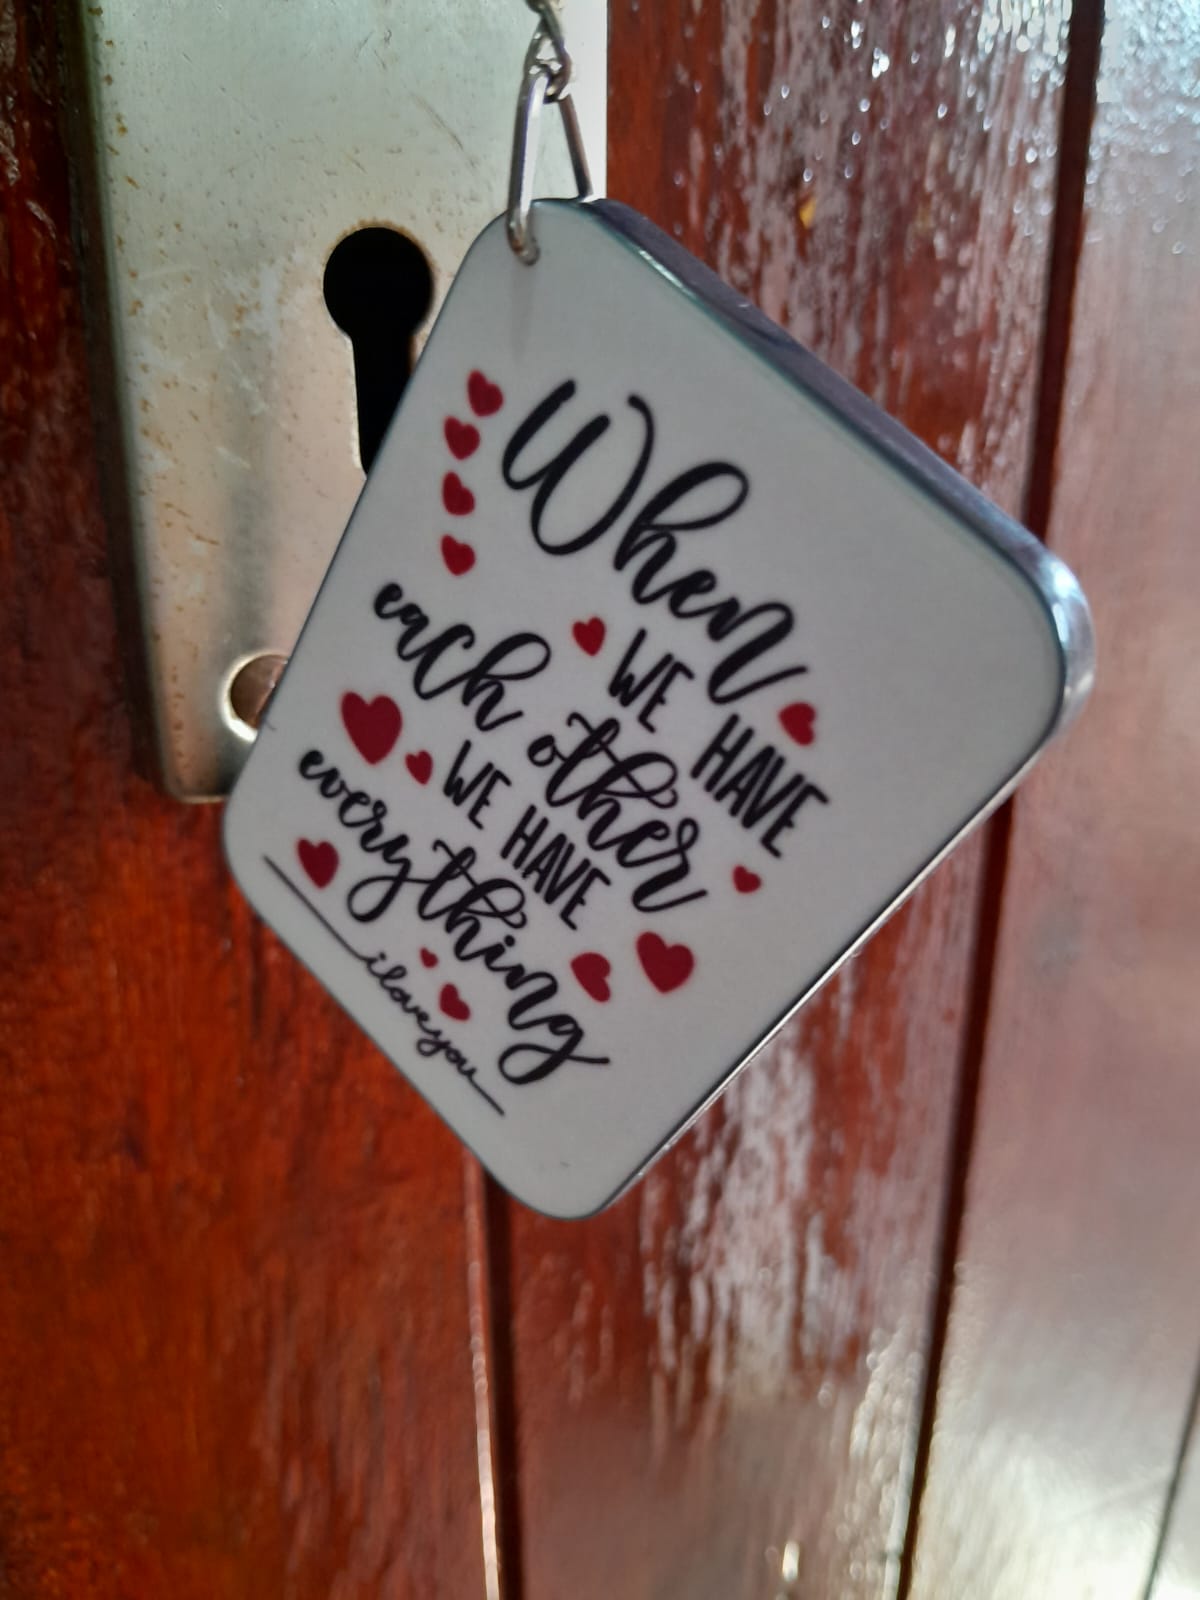 When
WE HAVE
each other
WE HAVE
everything
i love you